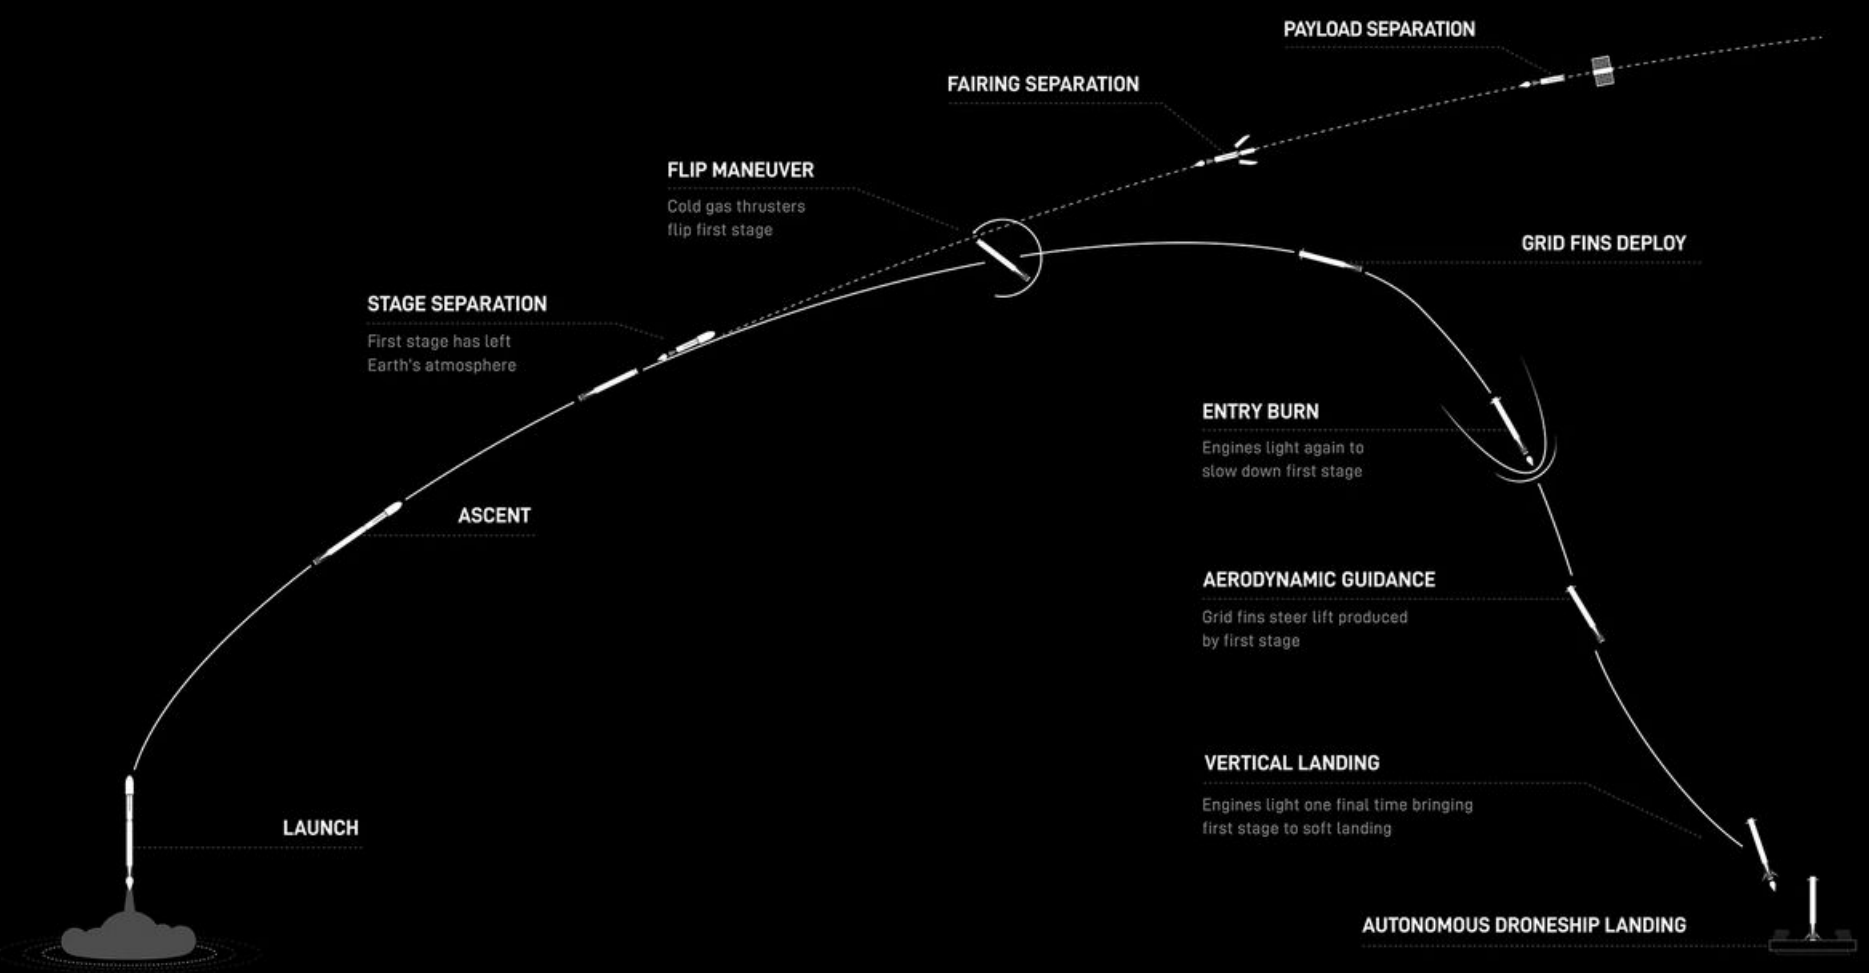 PAYLOAD SEPARATION
FAIRING SEPARATION
FLIP MANEUVER
Cold gas thrusters
flip first stage
GRID FINS DEPLOY
STAGE SEPARATION
First stage has left
Earth's atmosphere
ENTRY BURN
Engines light again to
slow down first stage
ASCENT
AERODYNAMIC GUIDANCE
Grid fins steer lift produced
by first stage
VERTICAL LANDING
Engines light one final time bringing
first stage to soft landing
LAUNCH
AUTONOMOUS DRONESHIP LANDING